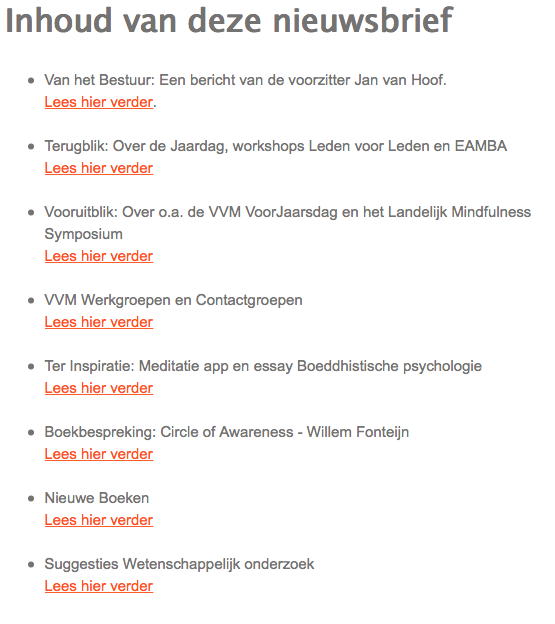 Inhoud van deze nieuwsbrief
Van het Bestuur: Een bericht van de voorzitter Jan van Hoof.
Lees hier verder.
Terugblik: Over de Jaardag, workshops Leden voor Leden en EAMBA
Lees hier verder
Vooruitblik: Over o.a. de VVM VoorJaarsdag en het Landelijk Mindfulness
Symposium
Lees hier verder
VVM Werkgroepen en Contactgroepen
Lees hier verder
Ter Inspiratie: Meditatie app en essay Boeddhistische psychologie
Lees hier verder
Boekbespreking: Circle of Awareness - Willem Fonteijn
Lees hier verder
Nieuwe Boeken
Lees hier verder
Suggesties Wetenschappelijk onderzoek
Lees hier verder